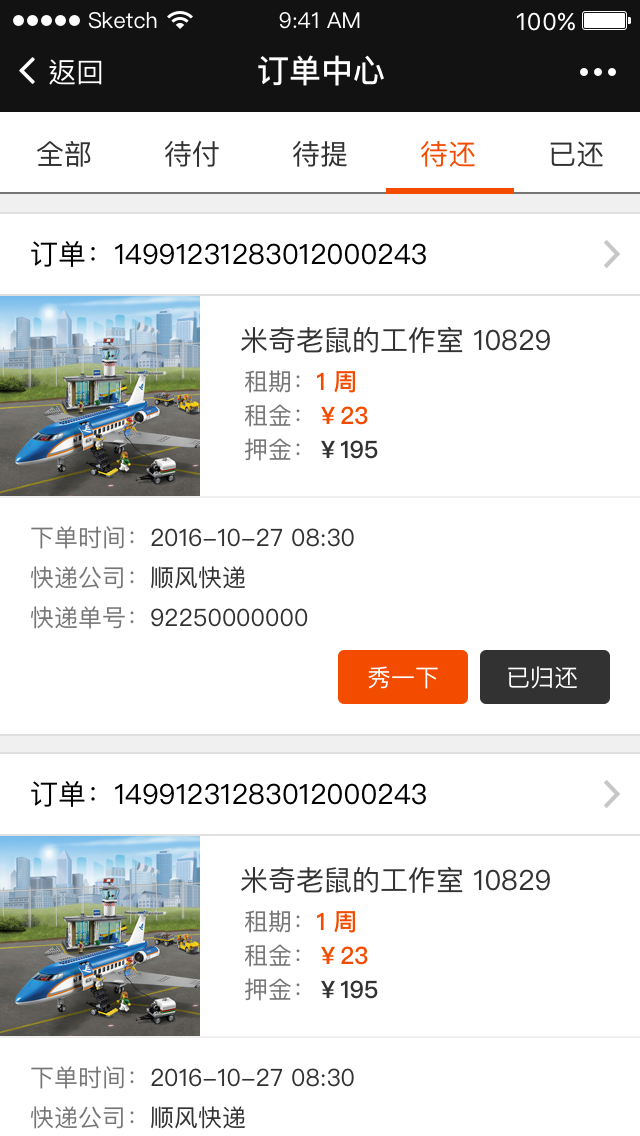 Sketch 9:41 AM 100%
返回 订单中心
全部 待付 待提 待还 已还
订单：14991231283012000243
米奇老鼠的工作室 10829
租期：1 周
租金：￥23
押金：￥195
下单时间：2016-10-27 08:30
快递公司：顺风快递
快递单号：92250000000
秀一下 已归还
订单：14991231283012000243
米奇老鼠的工作室 10829
租期：1 周
租金：￥23
押金：￥195
下单时间：2016-10-27 08:30
快递公司：顺风快递